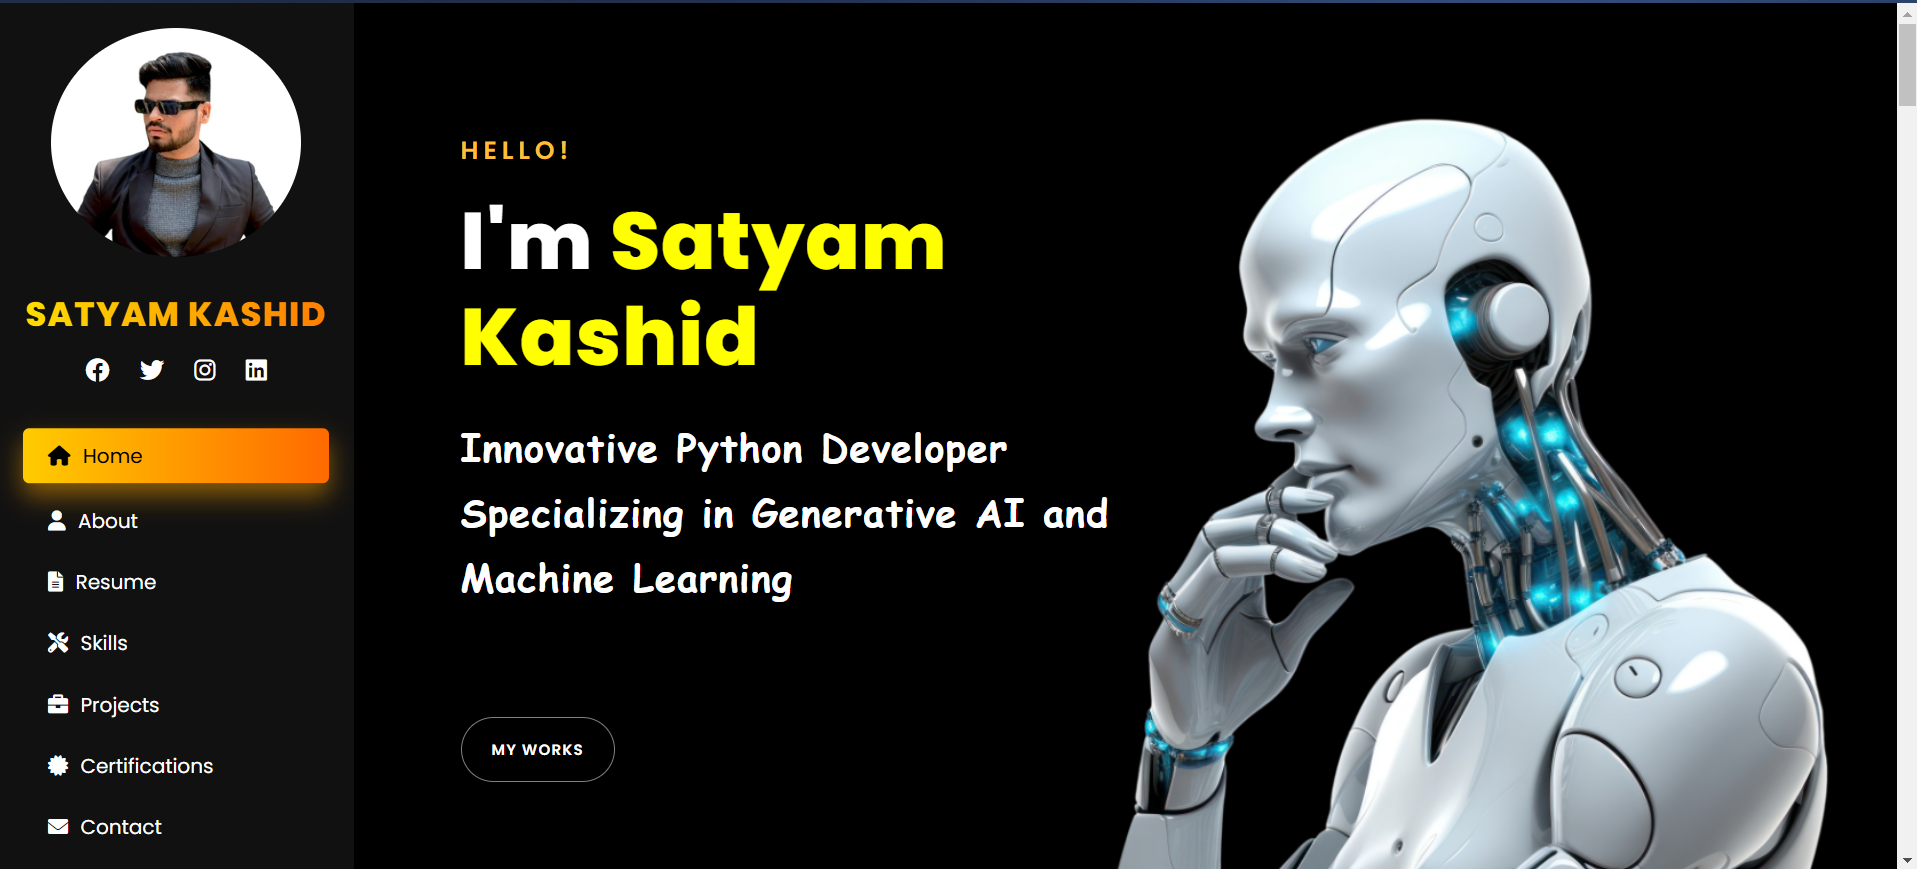 SATYAM KASHID
Home
About
Resume
Skills
Projects
Certifications
Contact
HELLO!
I'm Satyam
Kashid
Innovative Python Developer
Specializing in Generative AI and
Machine Learning
MY WORKS